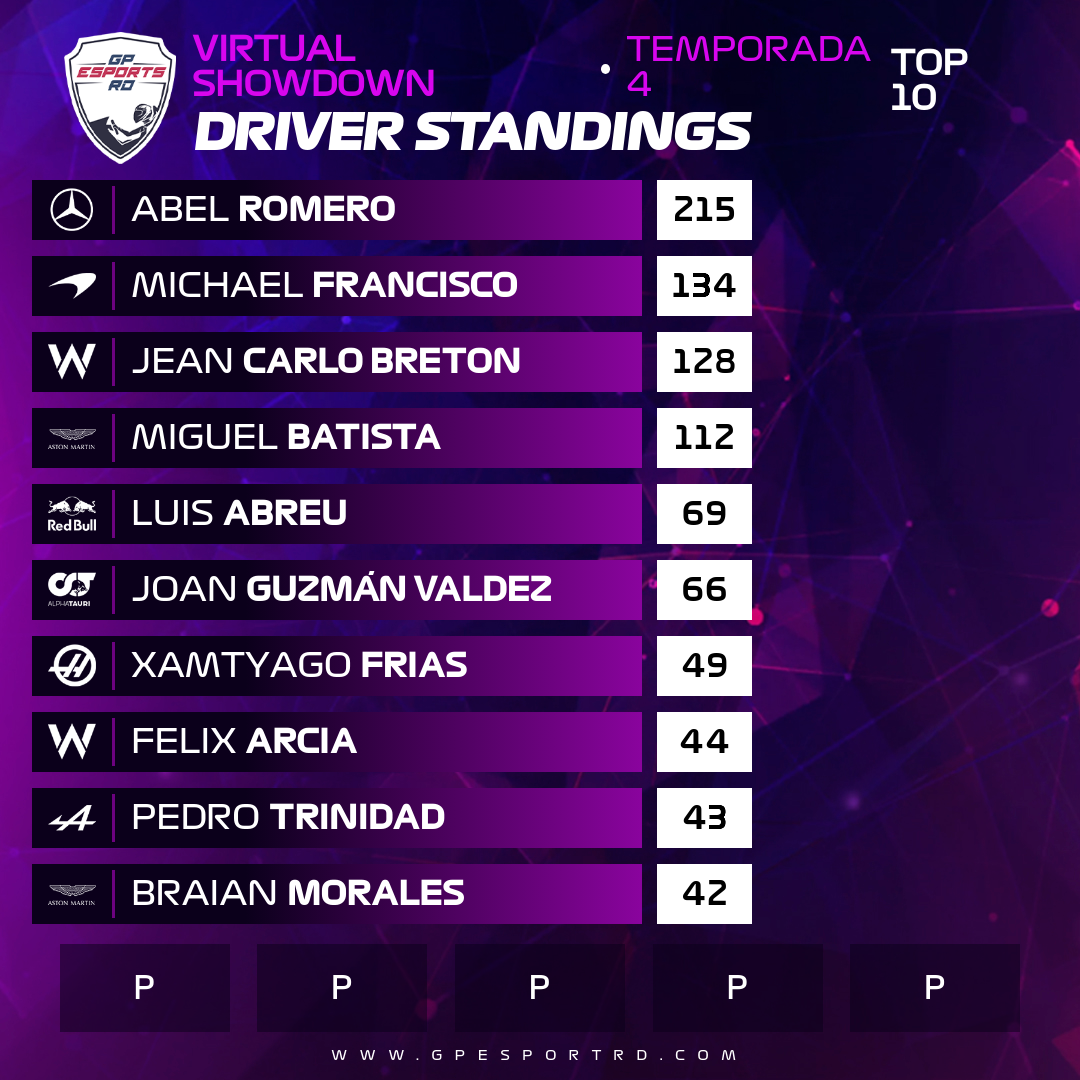 GP
ESPORTS
RD
VIRTUAL
SHOWDOWN
•
TEMPORADA
4
TOP
10
DRIVER STANDINGS
ABEL ROMERO 215
MICHAEL FRANCISCO 134
JEAN CARLO BRETON 128
ASTON MARTIN MIGUEL BATISTA 112
Red Bull LUIS ABREU 69
ALPHATAURI JOAN GUZMÁN VALDEZ 66
XAMTYAGO FRIAS 49
FELIX ARCIA 44
PEDRO TRINIDAD 43
ASTON MARTIN BRAIAN MORALES 42
P P P P P
WWW.GPESPORTRD.COM